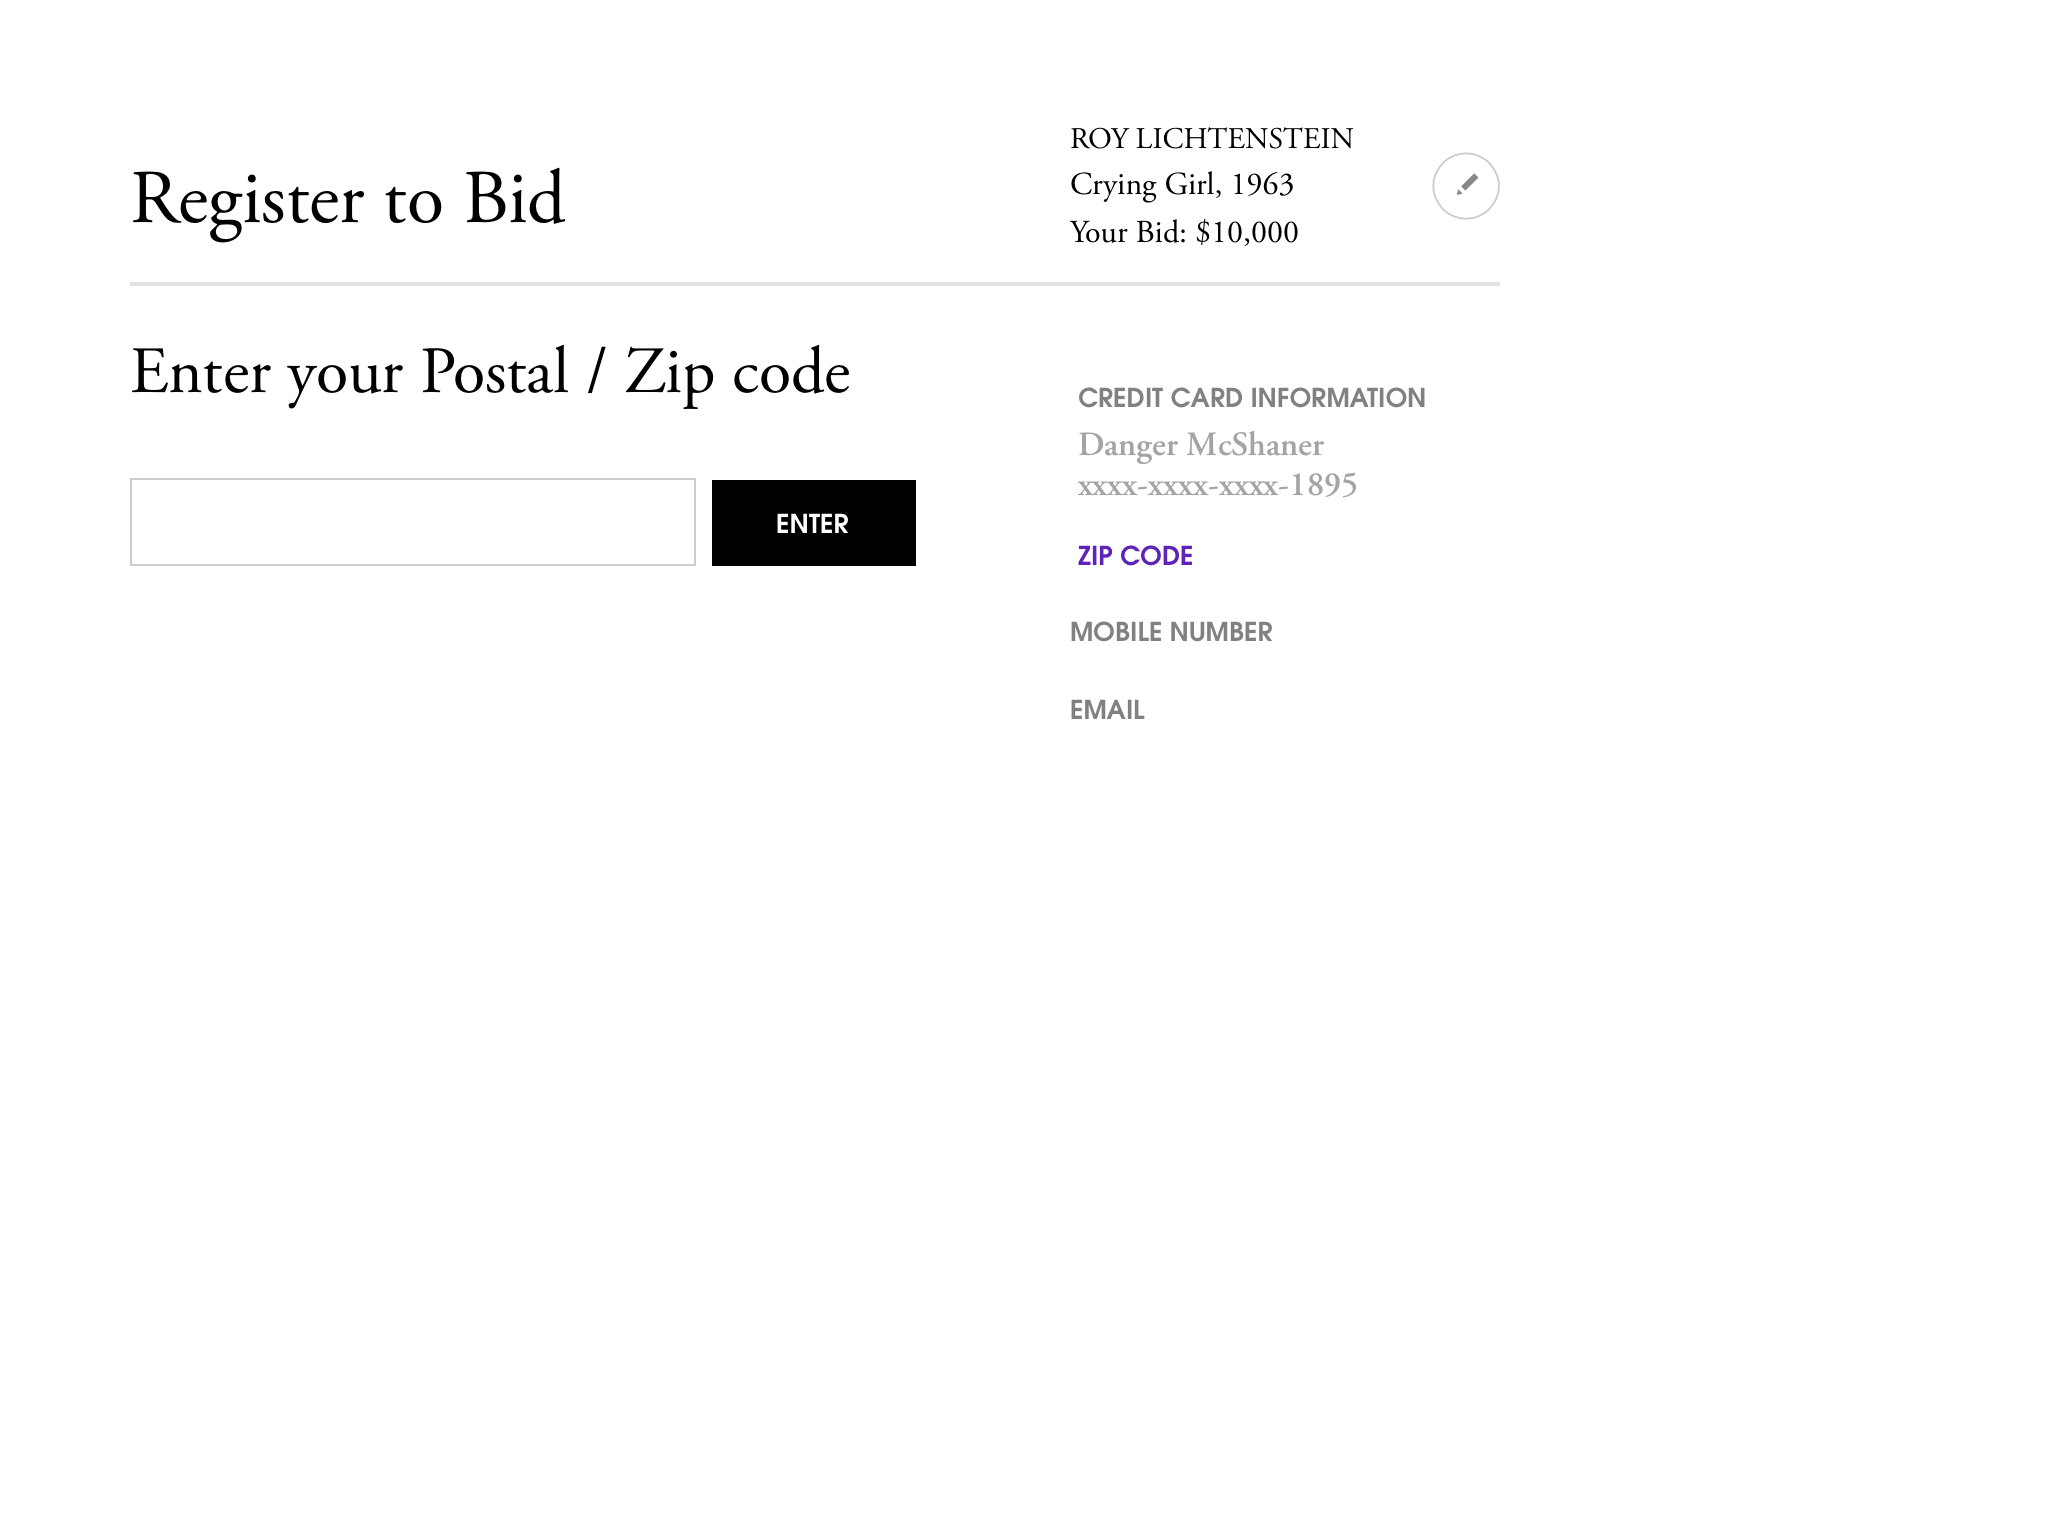 Register to Bid
ROY LICHTENSTEIN
Crying Girl, 1963
Your Bid: $10,000
Enter your Postal / Zip code
ENTER
CREDIT CARD INFORMATION
Danger McShaner
xxxx-xxxx-xxxx-1895
ZIP CODE
MOBILE NUMBER
EMAIL